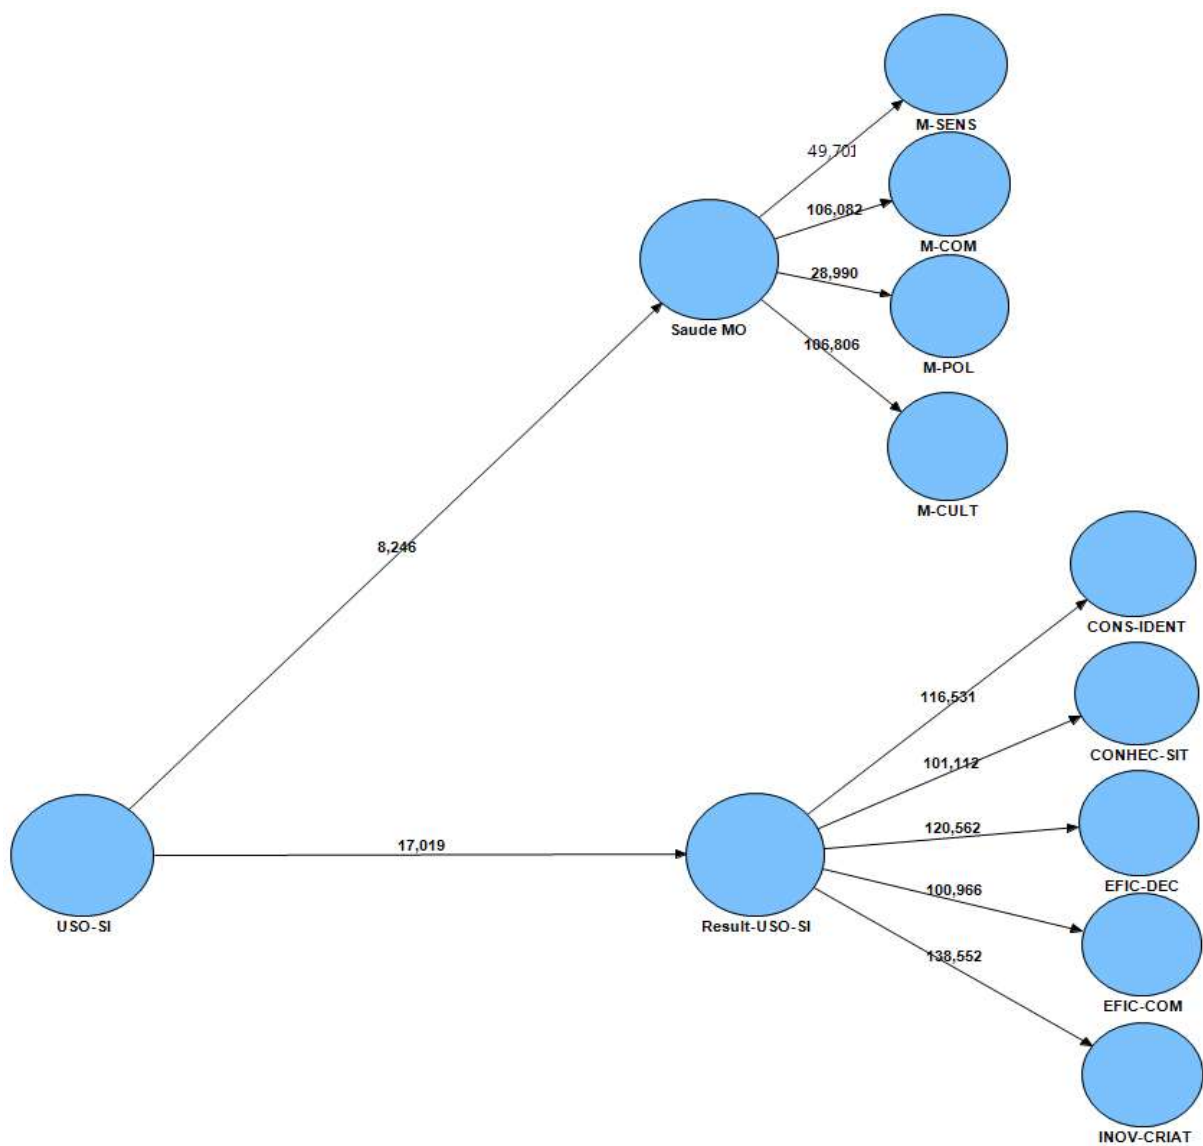 M-SENS
49,701
106,082
M-COM
28,990
Saude MO
106,806
M-POL
M-CULT
8,246
CONS-IDENT
116,531
CONHEC-SIT
101,112
120,562
17,019
EFIC-DEC
100,966
USO-SI
Result-USO-SI
138,552
EFIC-COM
INOV-CRIAT